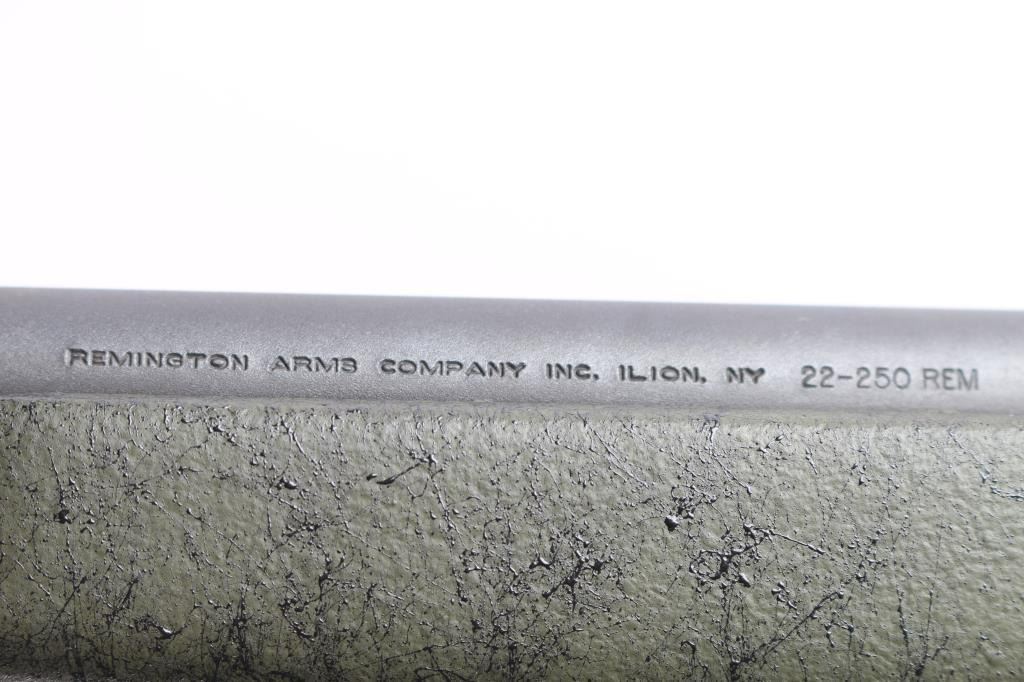 REMINGTON ARMS COMPANY INC. ILION, NY 22-250 REM